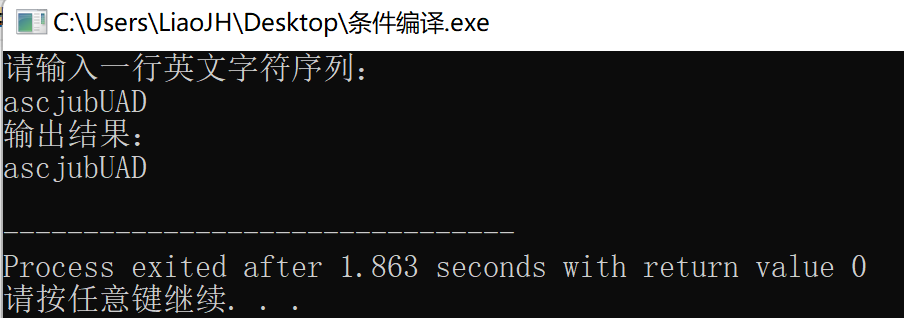 C:\Users\LiaoJH\Desktop\条件编译.exe
请输入一行英文字符序列：
ascjubUAD
输出结果：
ascjubUAD
--------------------------------
Process exited after 1.863 seconds with return value 0
请按任意键继续. . .